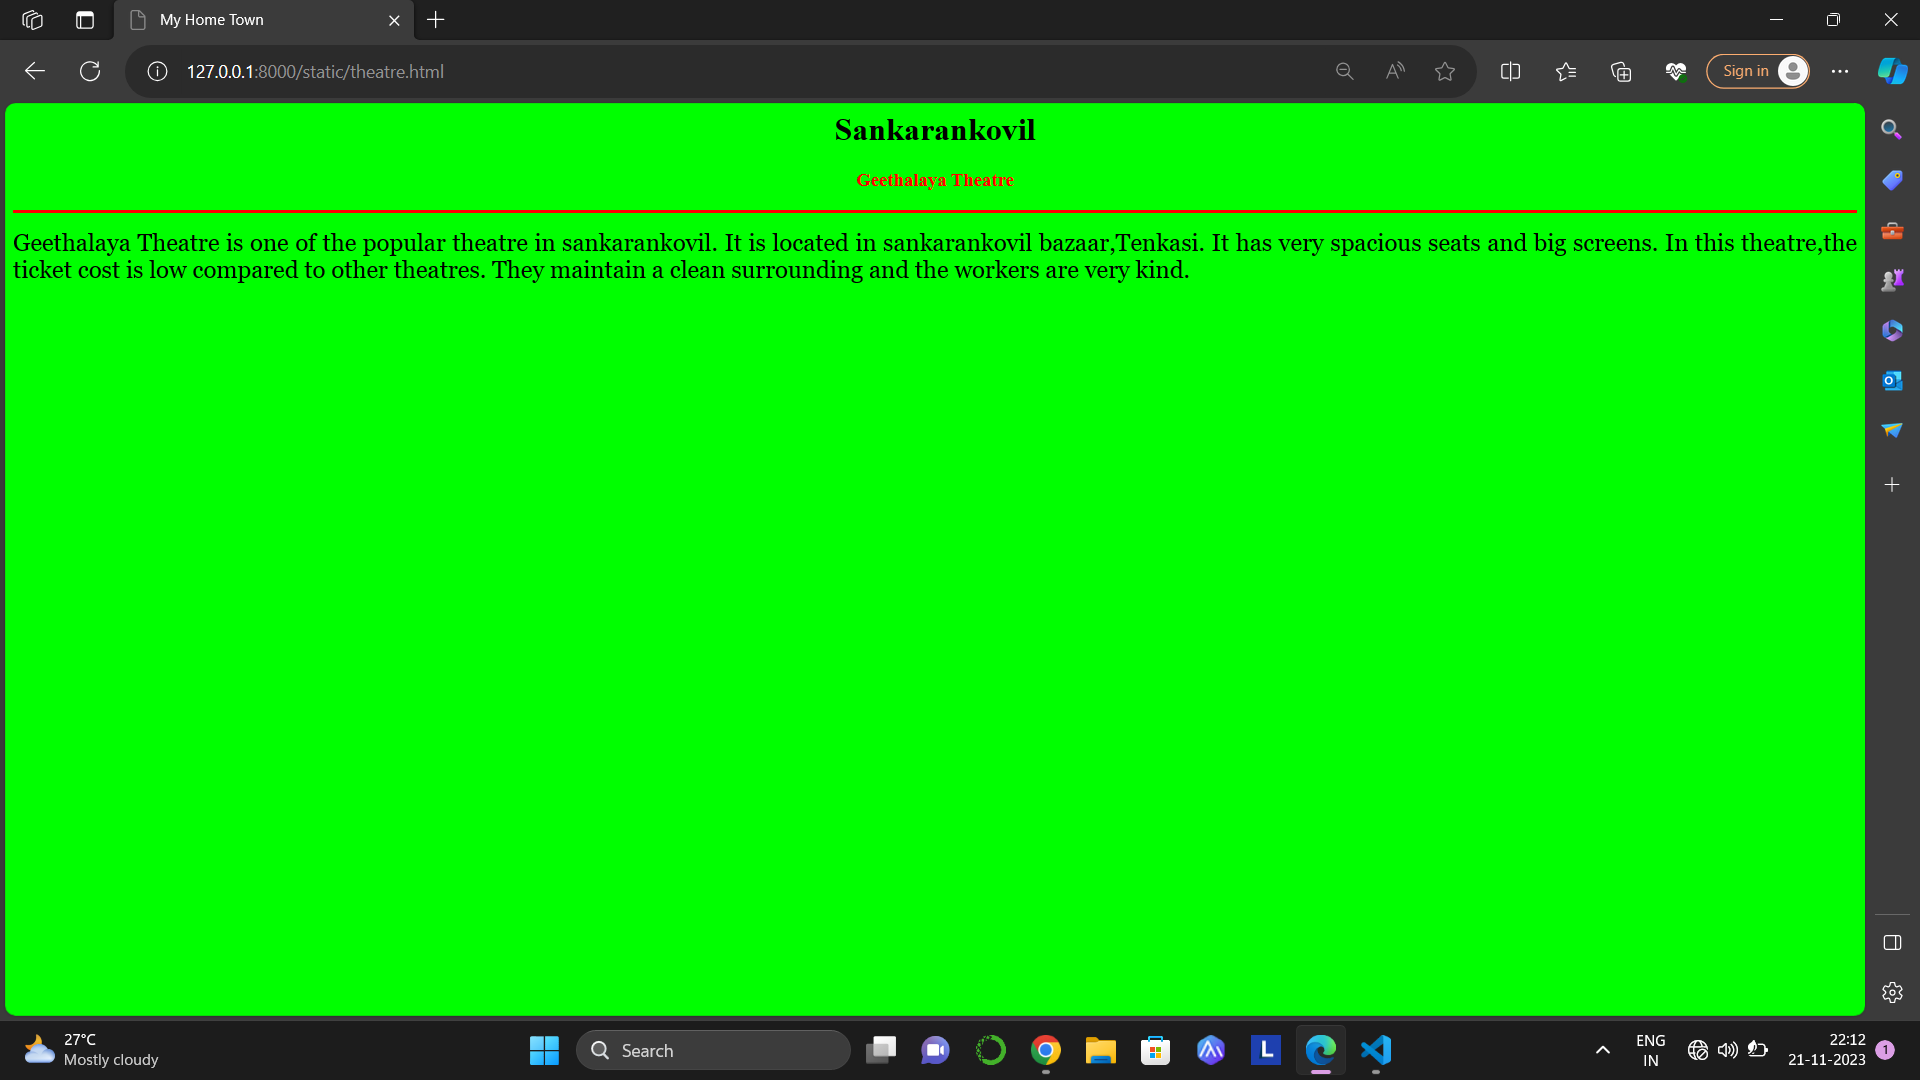 My Home Town
127.0.0.1:8000/static/theatre.html
Sign in
Sankarankovil
Geethalaya Theatre
Geethalaya Theatre is one of the popular theatre in sankarankovil. It is located in sankarankovil bazaar,Tenkasi. It has very spacious seats and big screens. In this theatre,the
ticket cost is low compared to other theatres. They maintain a clean surrounding and the workers are very kind.
27°C
Mostly cloudy
Search
L
ENG
IN
22:12
21-11-2023
1